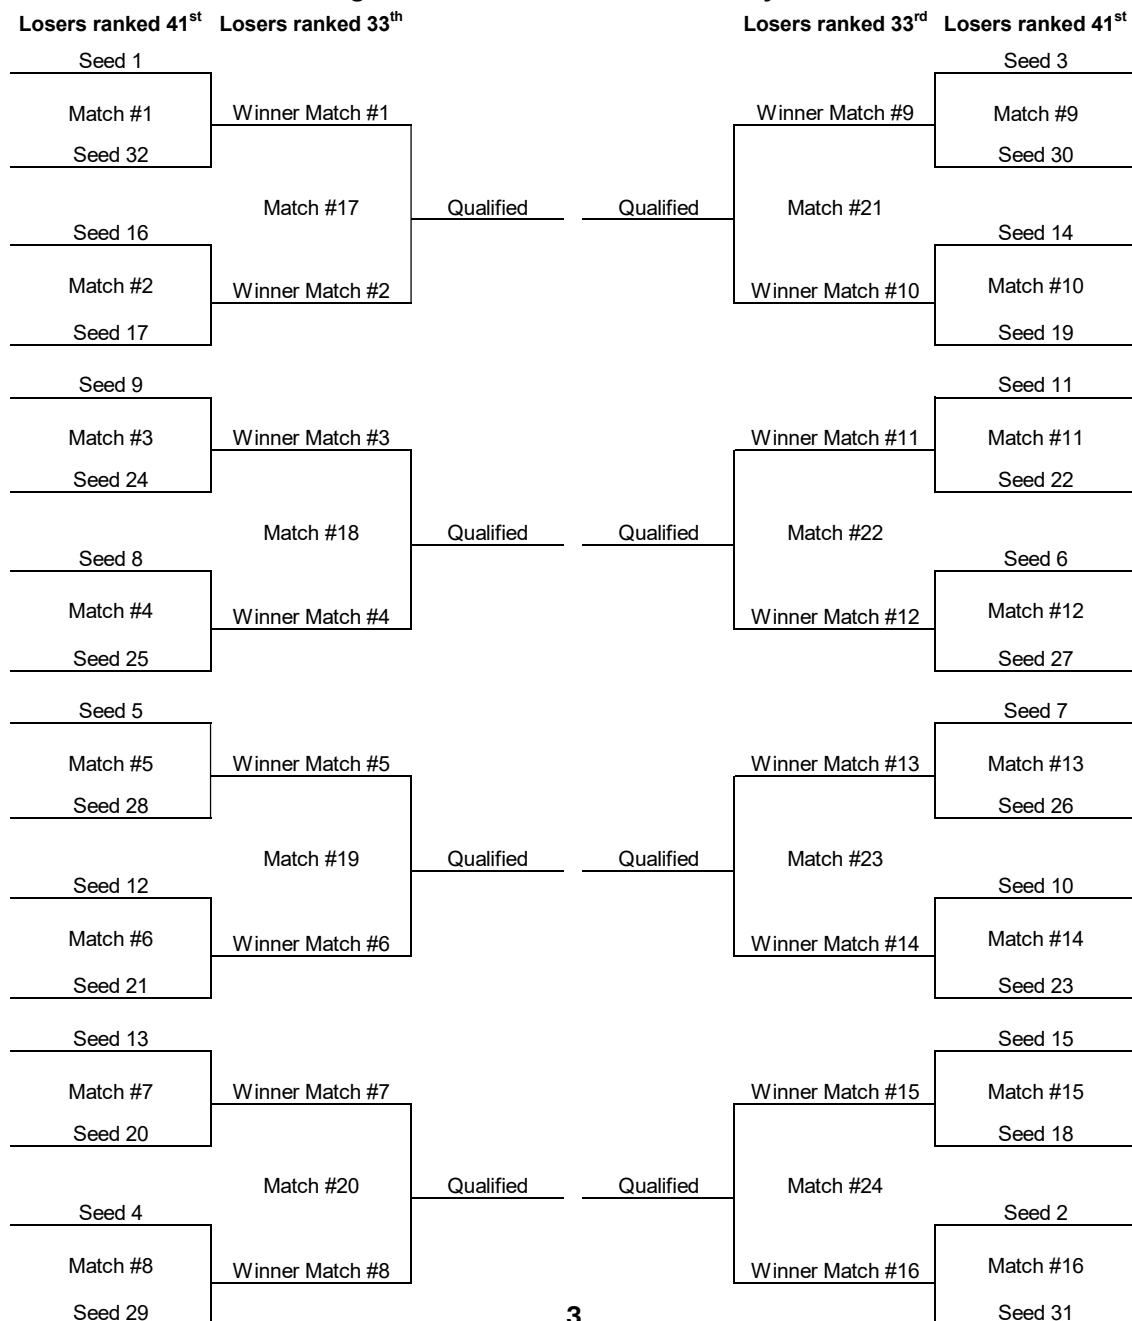 Losers ranked 41st Losers ranked 33th Losers ranked 33rd Losers ranked 41st
Seed 1 Seed 3
Match #1 Winner Match #1 Winner Match #9 Match #9
Seed 32 Seed 30
Match #17 Qualified Qualified Match #21
Seed 16 Seed 14
Match #2 Winner Match #2 Winner Match #10 Match #10
Seed 17 Seed 19
Seed 9 Seed 11
Match #3 Winner Match #3 Winner Match #11 Match #11
Seed 24 Seed 22
Match #18 Qualified Qualified Match #22
Seed 8 Seed 6
Match #4 Winner Match #4 Winner Match #12 Match #12
Seed 25 Seed 27
Seed 5 Seed 7
Match #5 Winner Match #5 Winner Match #13 Match #13
Seed 28 Seed 26
Match #19 Qualified Qualified Match #23
Seed 12 Seed 10
Match #6 Winner Match #6 Winner Match #14 Match #14
Seed 21 Seed 23
Seed 13 Seed 15
Match #7 Winner Match #7 Winner Match #15 Match #15
Seed 20 Seed 18
Match #20 Qualified Qualified Match #24
Seed 4 Seed 2
Match #8 Winner Match #8 Winner Match #16 Match #16
Seed 29 3 Seed 31